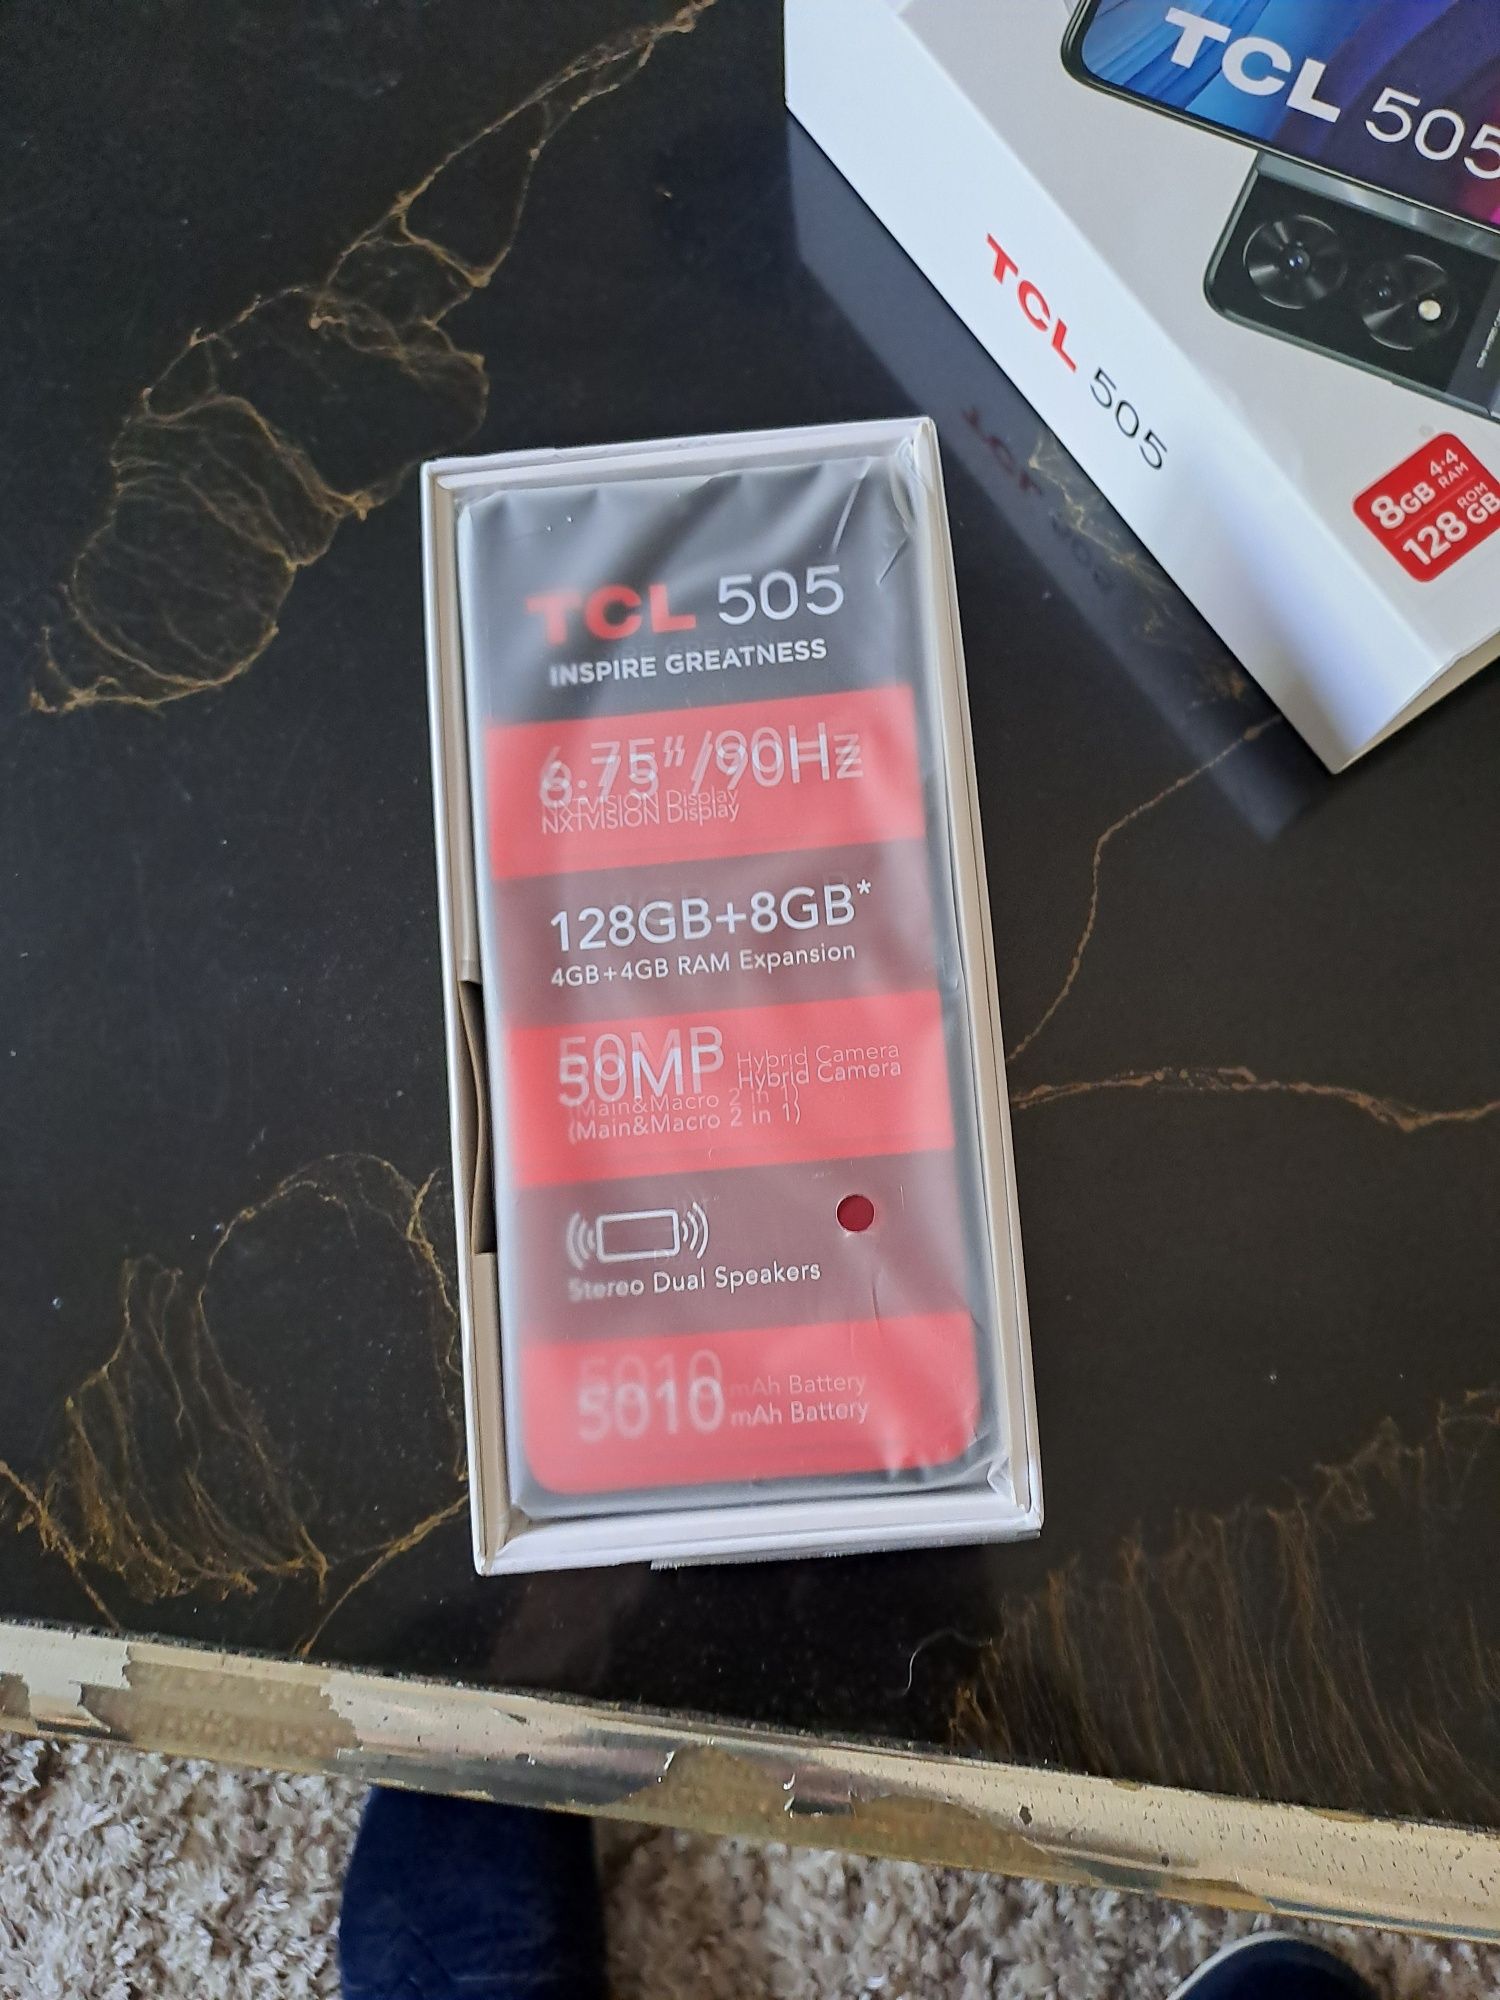 TCL 505
TCL 505
8GB 4+4 RAM
128 GB ROM
TCL 505
INSPIRE GREATNESS
6.75"/90Hz
NXTVISION Display
128GB+8GB*
4GB+4GB RAM Expansion
50MP Hybrid Camera
(Main&Macro 2 in 1)
Stereo Dual Speakers
5010 mAh Battery